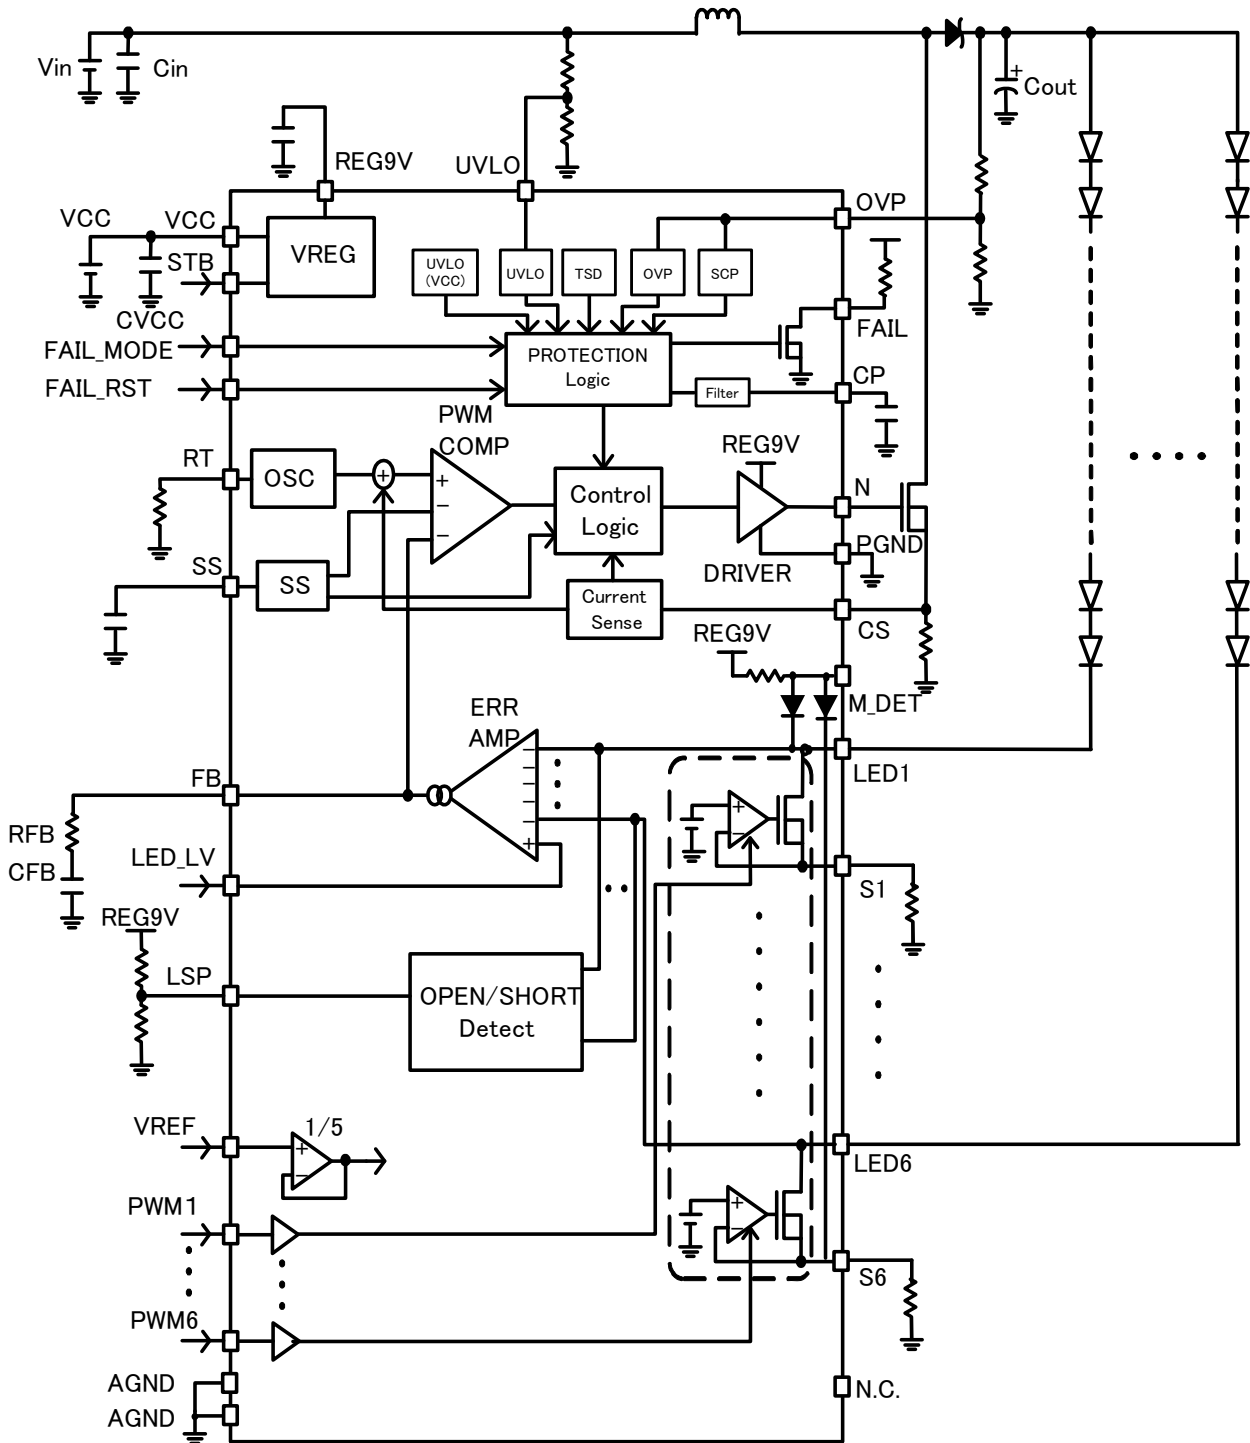 Vin
Cin
+
Cout
REG9V
UVLO
VCC
VCC
STB
CVCC
VREG
UVLO
(VCC)
UVLO
TSD
OVP
SCP
OVP
FAIL
FAIL_MODE
FAIL_RST
PROTECTION
Logic
Filter
CP
PWM
COMP
REG9V
RT
OSC
+
+
−
−
Control
Logic
N
PGND
DRIVER
SS
SS
Current
Sense
CS
REG9V
M_DET
ERR
AMP
−
−
−
−
−
+
LED1
FB
RFB
CFB
LED_LV
+
−
S1
REG9V
LSP
OPEN/SHORT
Detect
VREF
1/5
+
−
LED6
PWM1
+
−
S6
PWM6
AGND
AGND
N.C.